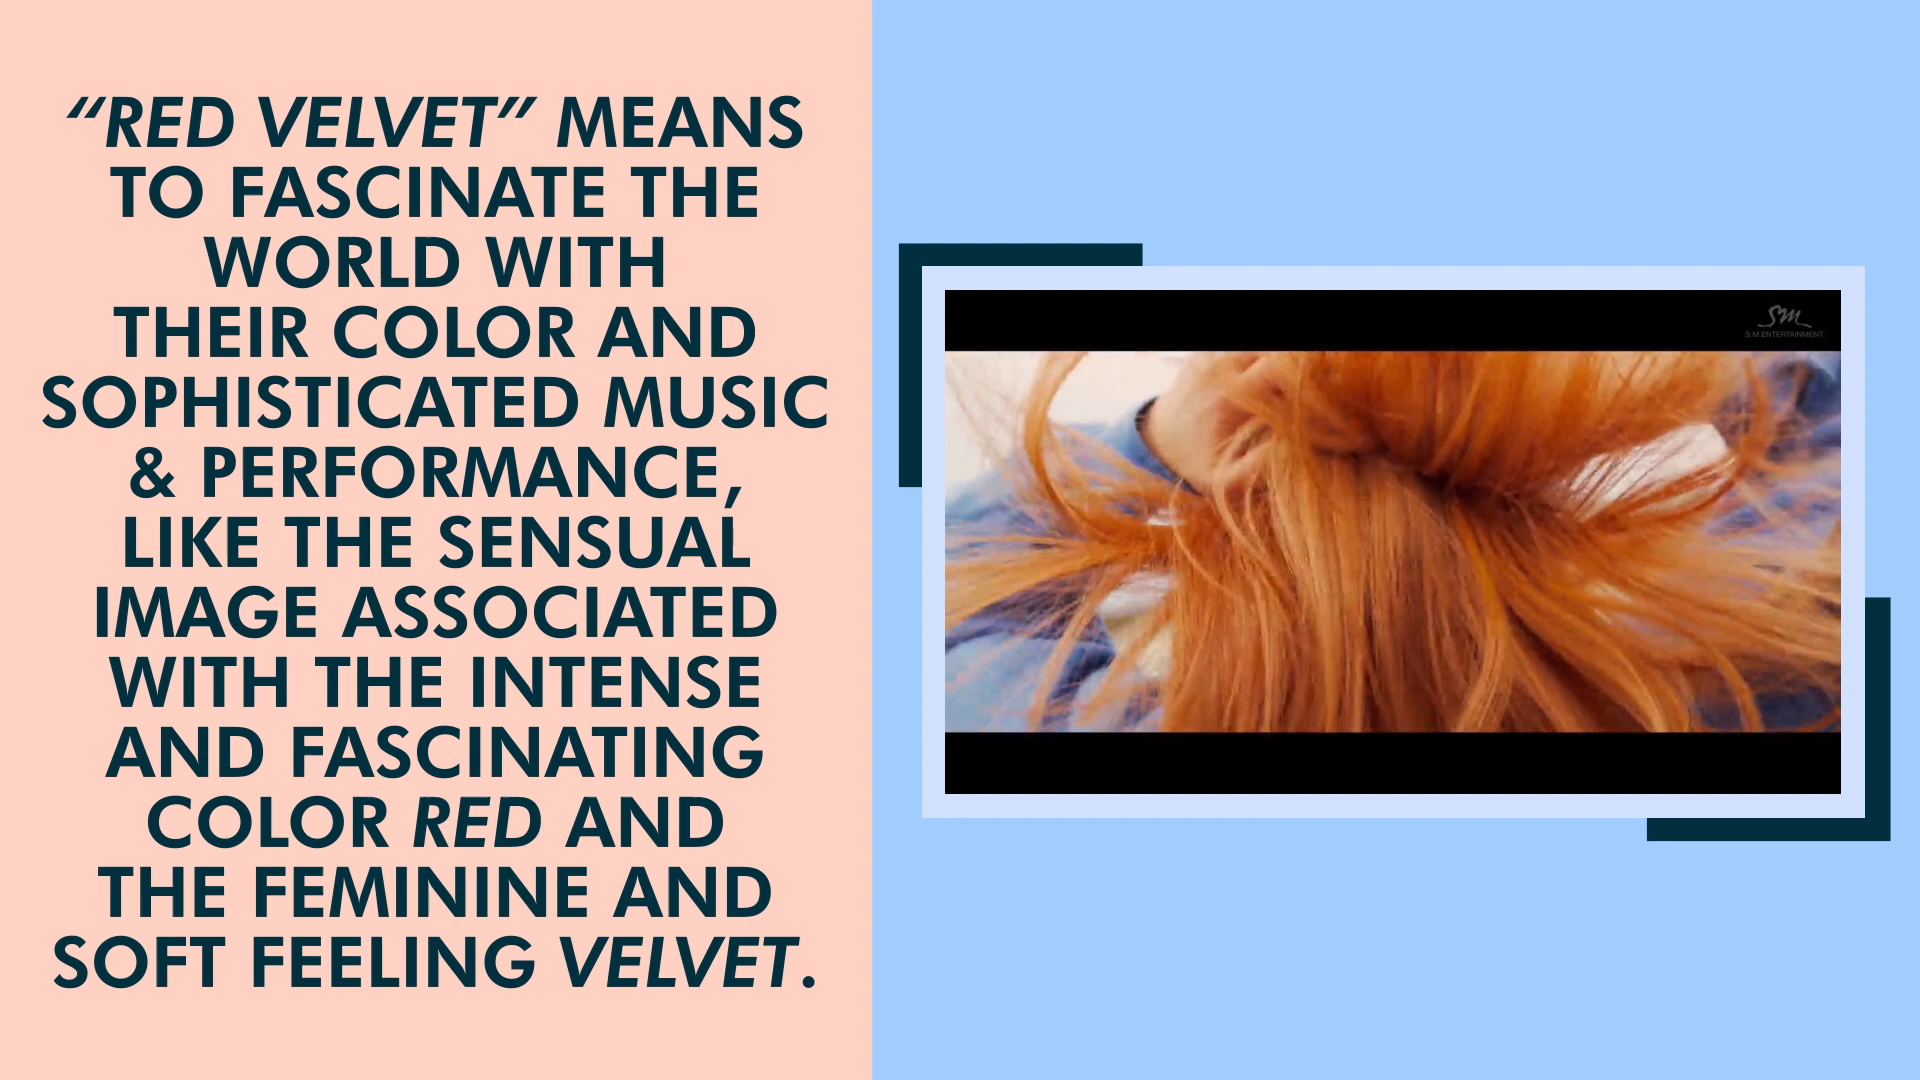 “RED VELVET” MEANS
TO FASCINATE THE
WORLD WITH
THEIR COLOR AND
SOPHISTICATED MUSIC
& PERFORMANCE,
LIKE THE SENSUAL
IMAGE ASSOCIATED
WITH THE INTENSE
AND FASCINATING
COLOR RED AND
THE FEMININE AND
SOFT FEELING VELVET.
SM
S.M.ENTERTAINMENT